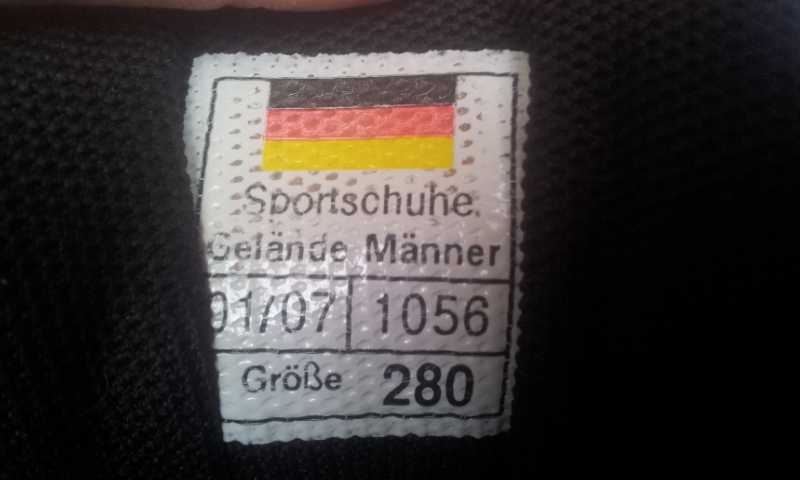 Sportschuhe,
Gelände Männer
01/07 1056
Größe 280